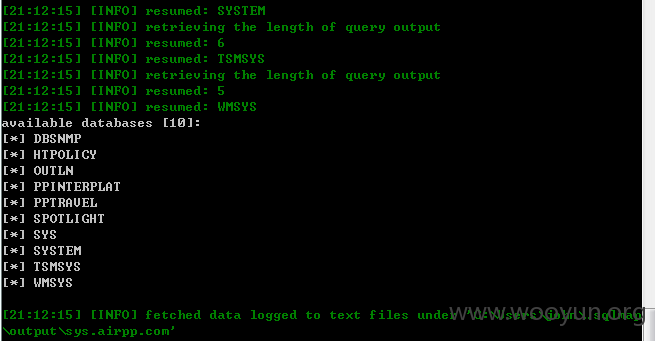 [21:12:15] [INFO] resumed: SYSTEM
[21:12:15] [INFO] retrieving the length of query output
[21:12:15] [INFO] resumed: 6
[21:12:15] [INFO] resumed: TSMSYS
[21:12:15] [INFO] retrieving the length of query output
[21:12:15] [INFO] resumed: 5
[21:12:15] [INFO] resumed: WMSYS
available databases [10]:
[*] DBSNMP
[*] HTPOLICY
[*] OUTLN
[*] PPINTERPLAT
[*] PPTRAVEL
[*] SPOTLIGHT
[*] SYS
[*] SYSTEM
[*] TSMSYS
[*] WMSYS
[21:12:15] [INFO] fetched data logged to text files under
www.wooyun.org
\output\sys.airpp.com'